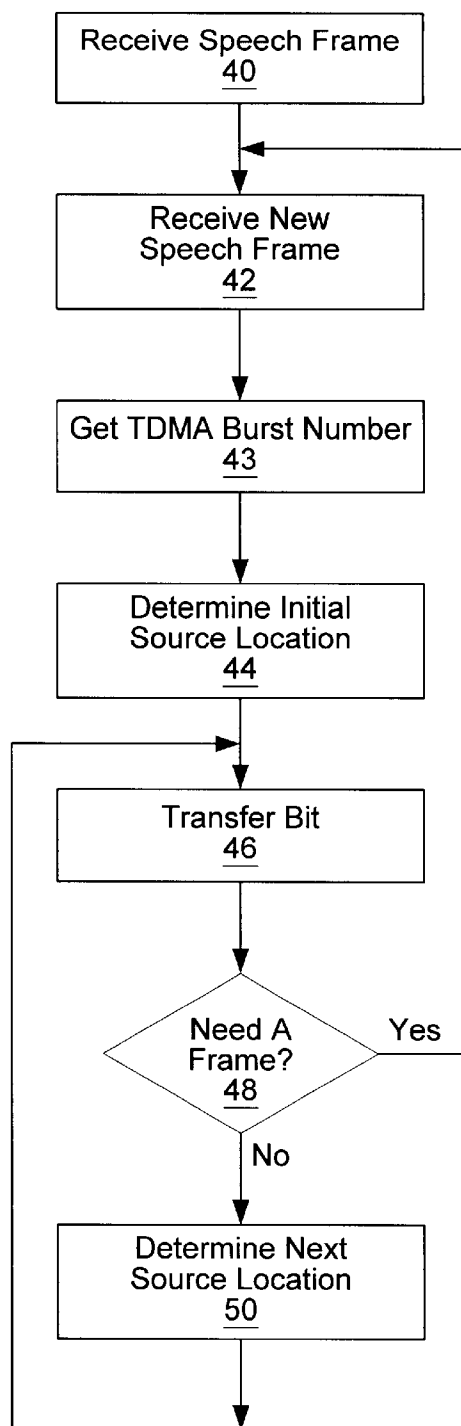 Receive Speech Frame
40
Receive New
Speech Frame
42
Get TDMA Burst Number
43
Determine Initial
Source Location
44
Transfer Bit
46
Need A
Frame?
48
Yes
No
Determine Next
Source Location
50